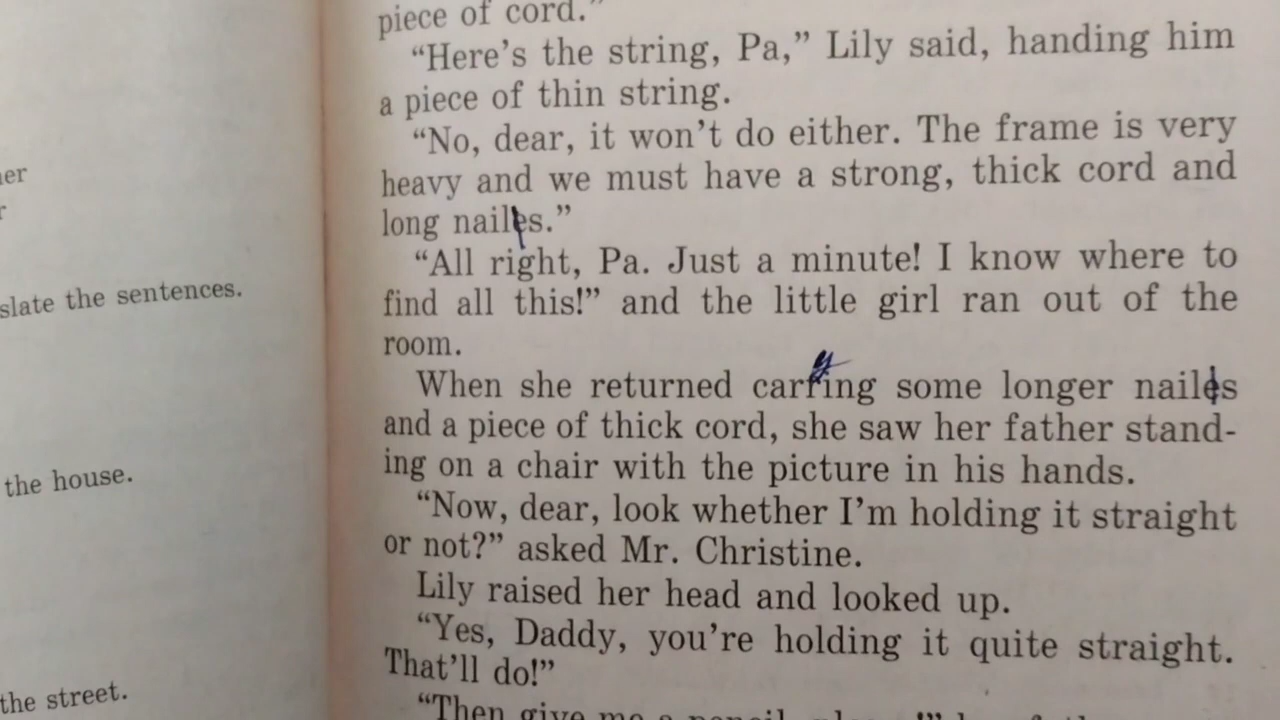 er
r
slate the sentences.
the house.
the street.
piece of cord.”
“Here’s the string, Pa,” Lily said, handing him
a piece of thin string.
“No, dear, it won’t do either. The frame is very
heavy and we must have a strong, thick cord and
long nailes.”
“All right, Pa. Just a minute! I know where to
find all this!” and the little girl ran out of the
room.
y
When she returned carring some longer nailes
and a piece of thick cord, she saw her father stand-
ing on a chair with the picture in his hands.
“Now, dear, look whether I’m holding it straight
or not?” asked Mr. Christine.
Lily raised her head and looked up.
“Yes, Daddy, you’re holding it quite straight.
That’ll do!”
“Then give me a pencil